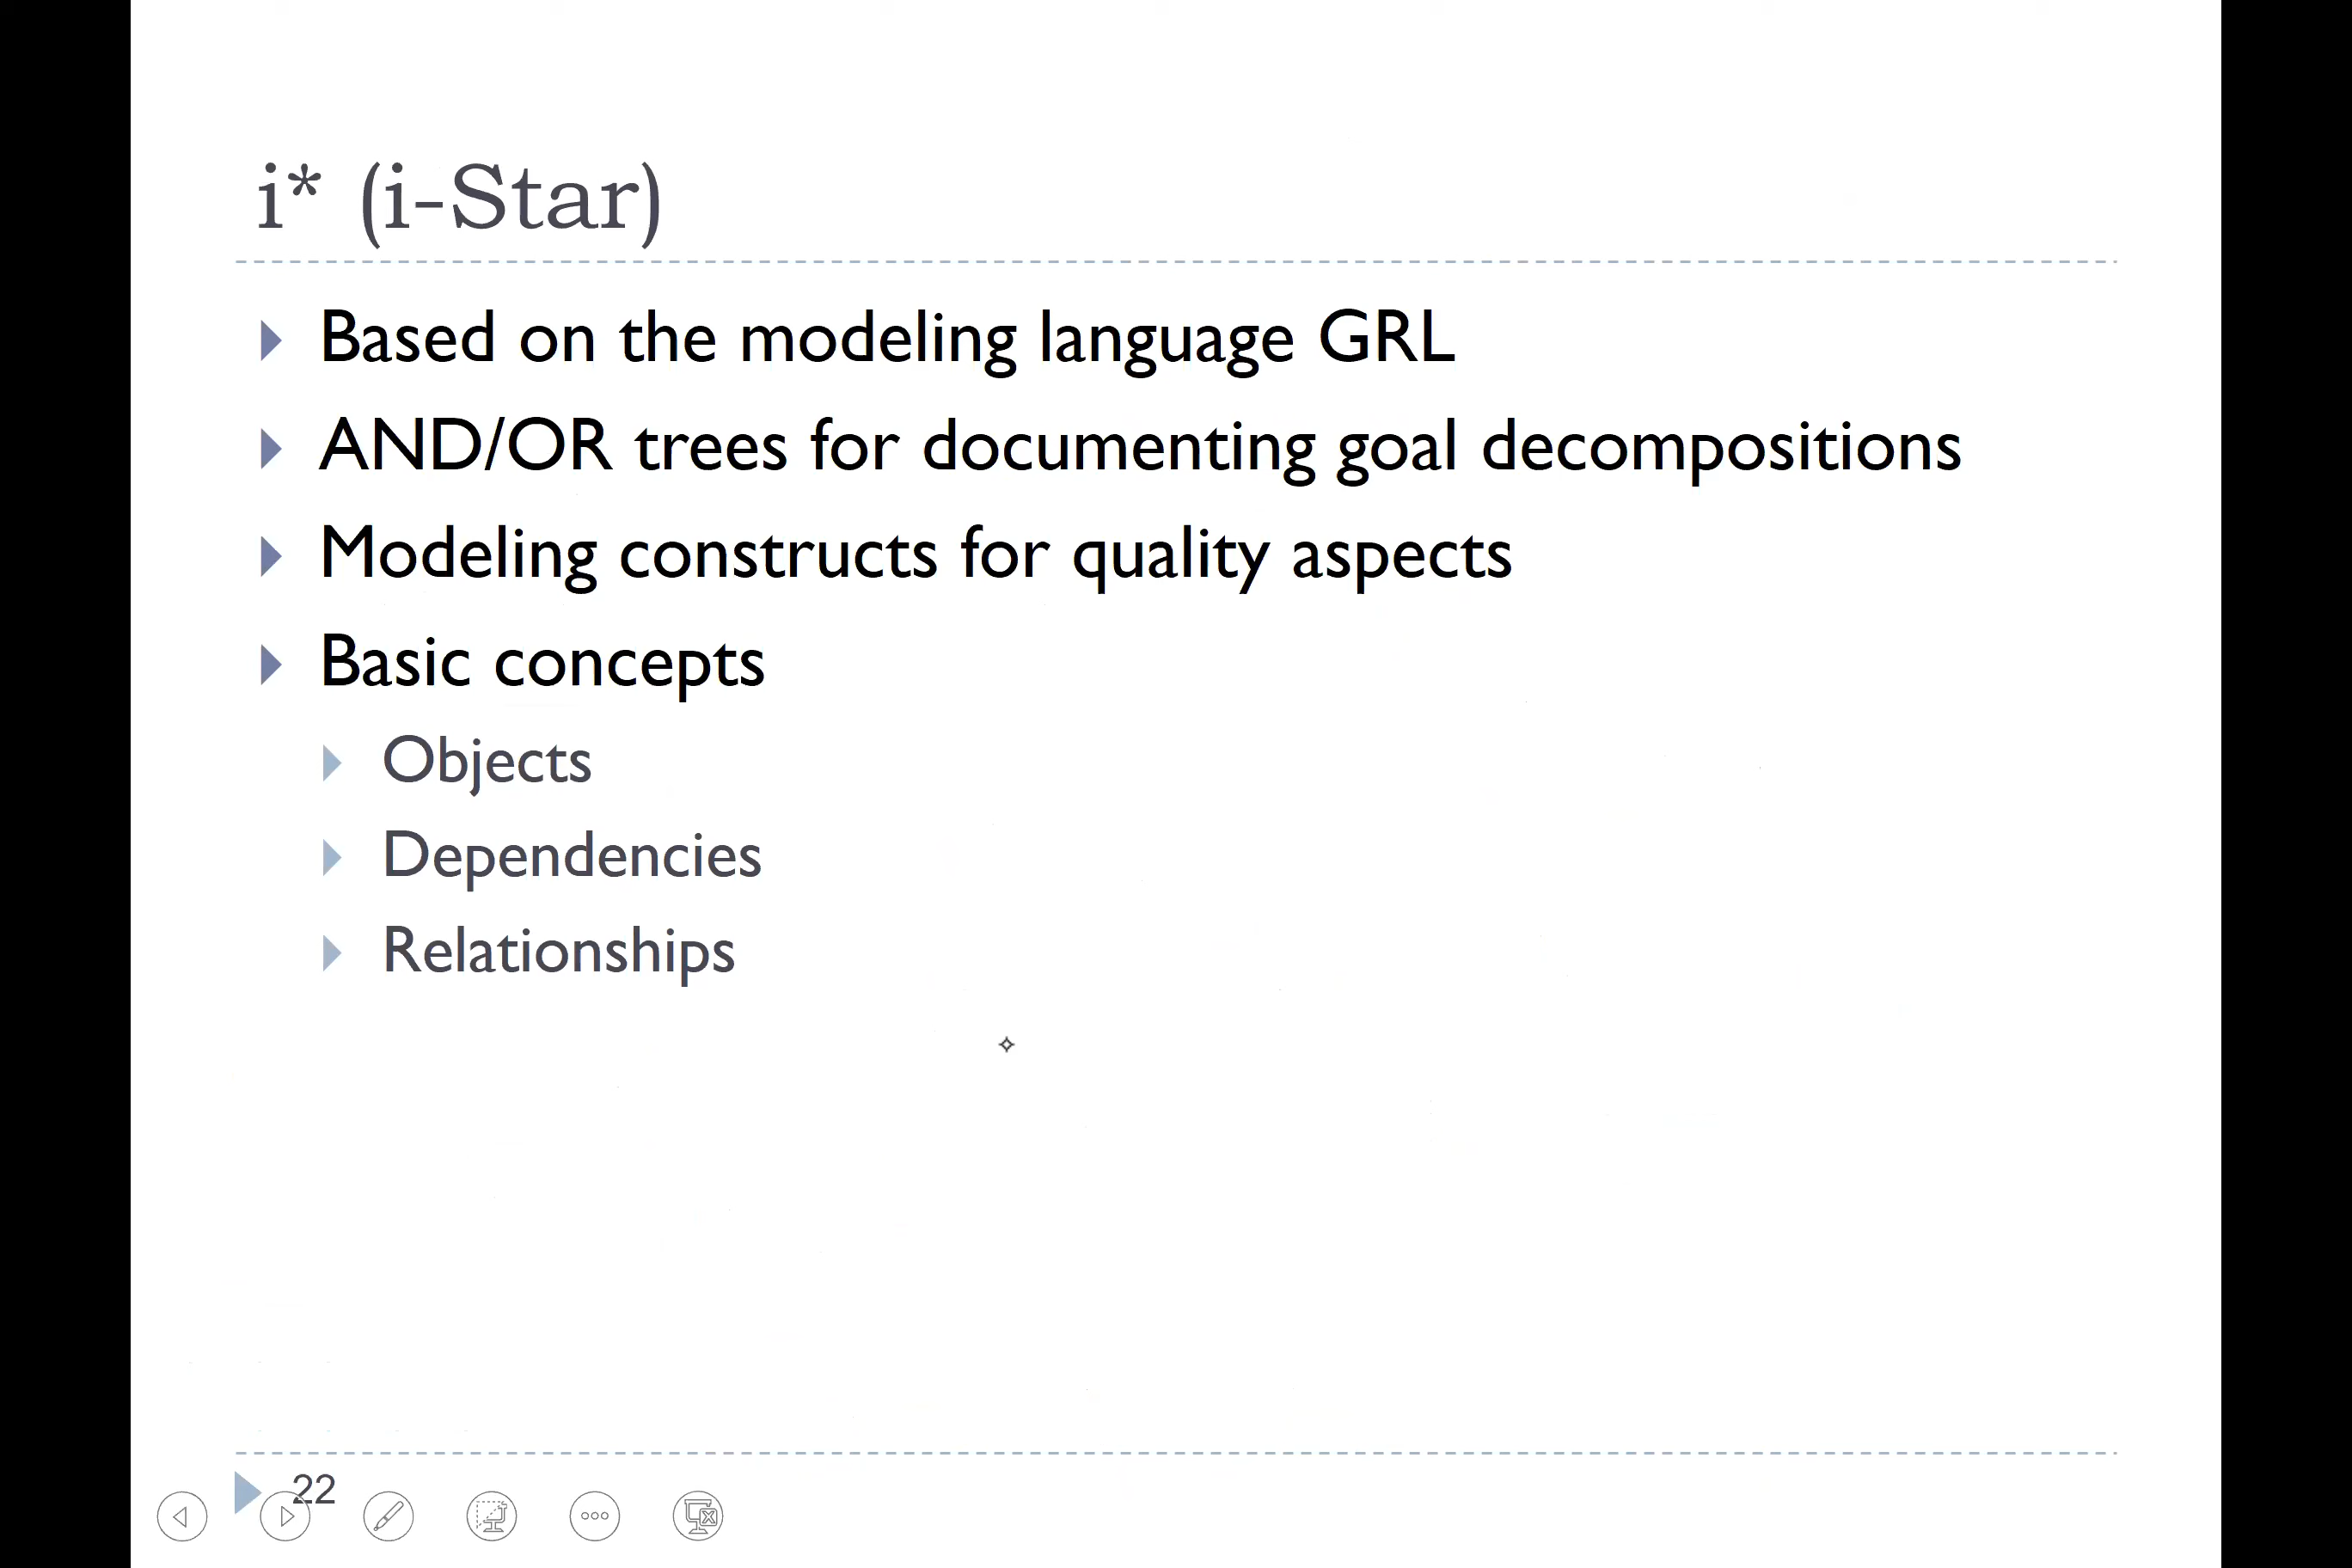 i* (i-Star)
Based on the modeling language GRL
AND/OR trees for documenting goal decompositions
Modeling constructs for quality aspects
Basic concepts
Objects
Dependencies
Relationships
22